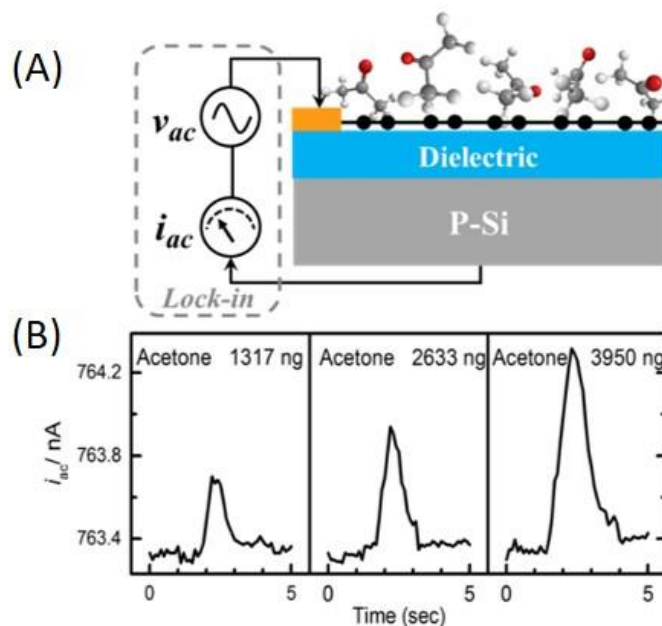 (A)
v_ac
i_ac
Lock-in
Dielectric
P-Si
(B)
Acetone 1317 ng
Acetone 2633 ng
Acetone 3950 ng
764.2
763.8
763.4
i_ac/ nA
0 5 0 5 0 5
Time (sec)